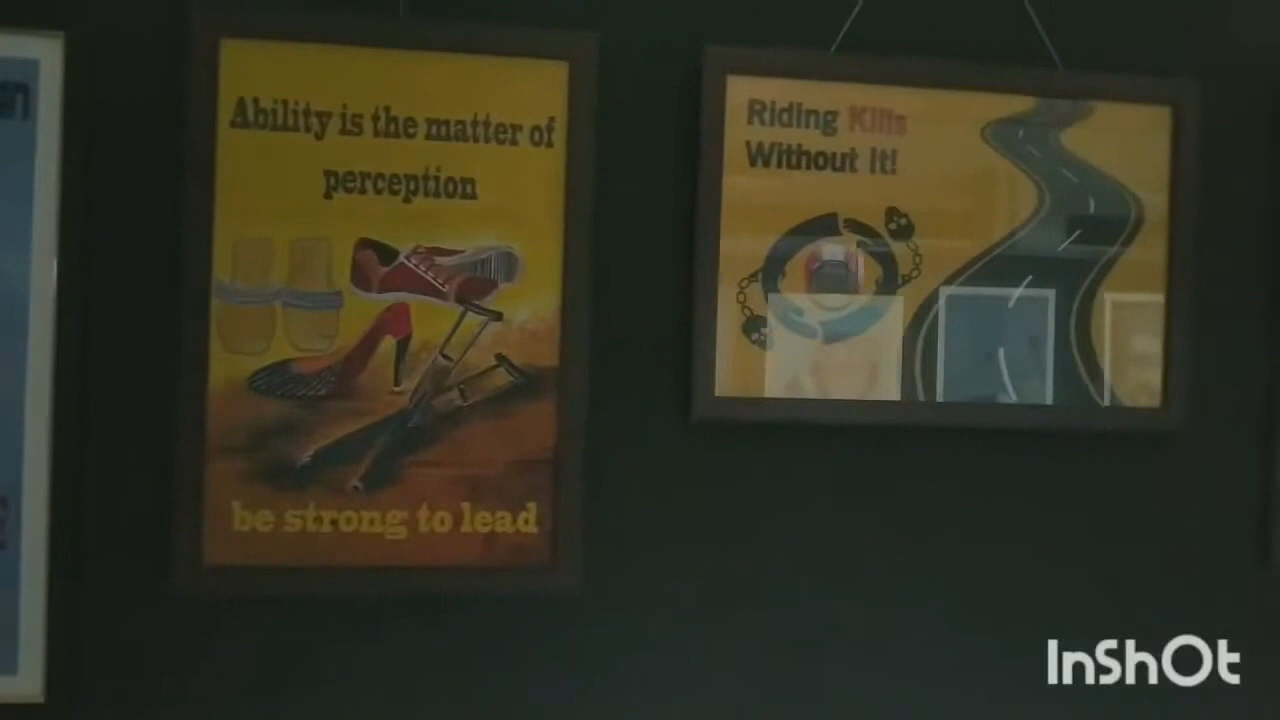 Ability is the matter of
perception
be strong to lead
Riding Kills
Without It!
InShOt